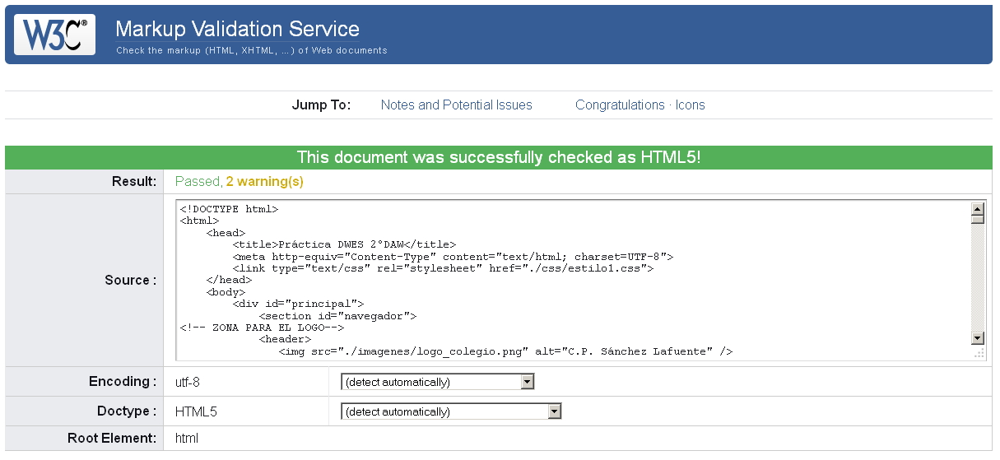 W3C® Markup Validation Service
Check the markup (HTML, XHTML, ...) of Web documents
Jump To: Notes and Potential Issues Congratulations · Icons
This document was successfully checked as HTML5!
Result: Passed, 2 warning(s)
Source :
<!DOCTYPE html>
<html>
<head>
<title>Práctica DWES 2ºDAW</title>
<meta http-equiv="Content-Type" content="text/html; charset=UTF-8">
<link type="text/css" rel="stylesheet" href="./css/estilo1.css">
</head>
<body>
<div id="principal">
<section id="navegador">
<!-- ZONA PARA EL LOGO-->
<header>
<img src="./imagenes/logo_colegio.png" alt="C.P. Sánchez Lafuente" />
Encoding : utf-8 (detect automatically)
Doctype : HTML5 (detect automatically)
Root Element: html